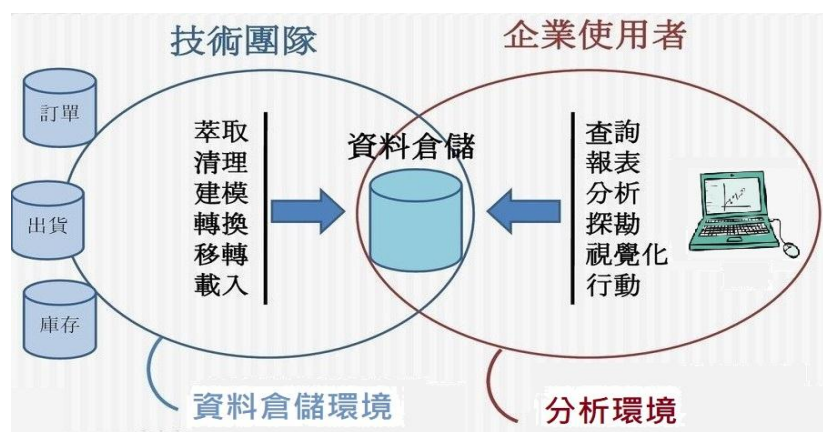 技術團隊
企業使用者
訂單
出貨
庫存
萃取
清理
建模
轉換
移轉
載入
資料倉儲
查詢
報表
分析
探勘
視覺化
行動
資料倉儲環境
分析環境